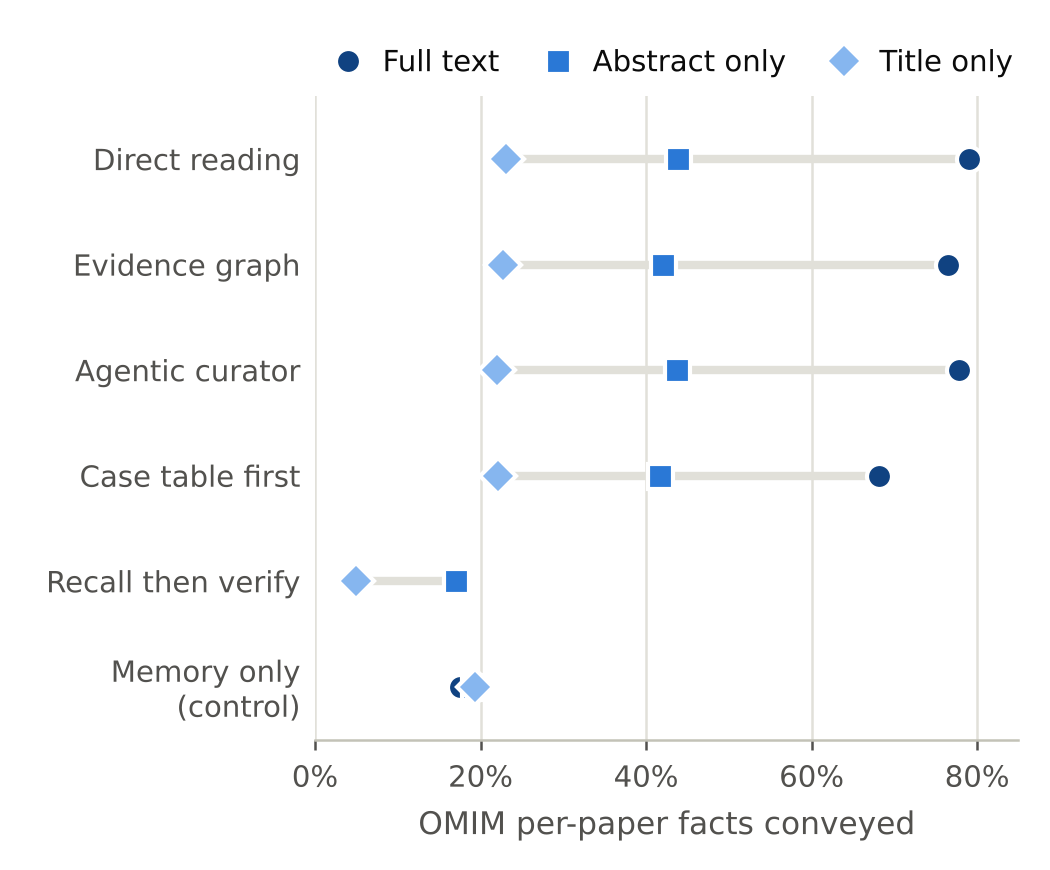 Full text Abstract only Title only
Direct reading
Evidence graph
Agentic curator
Case table first
Recall then verify
Memory only
(control)
0% 20% 40% 60% 80%
OMIM per-paper facts conveyed